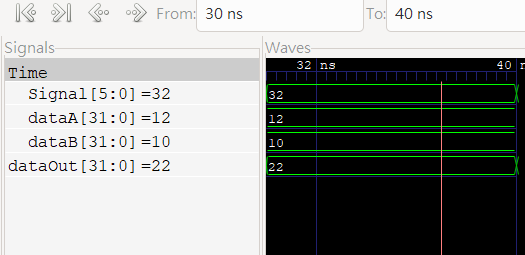 From: 30 ns To: 40 ns
Signals Waves
Time 32 ns 40 n
Signal[5:0]=32 32
dataA[31:0]=12 12
dataB[31:0]=10 10
dataOut[31:0]=22 22